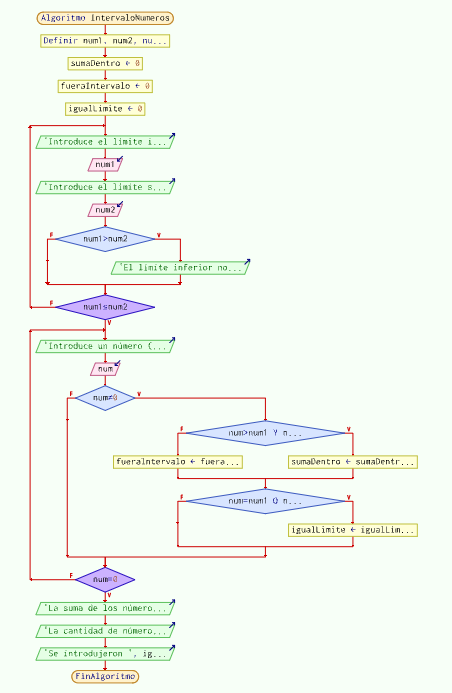 Algoritmo IntervaloNumeros
Definir num1, num2, nu...
sumaDentro ← 0
fueraIntervalo ← 0
igualLimite ← 0
'Introduce el límite i...
num1
'Introduce el límite s...
num2
F num1>num2 V
'El límite inferior no...
F num1≤num2
V
'Introduce un número (...
num
F num≠0 V
F num>num1 Y n... V
fueraIntervalo ← fuera...
sumaDentro ← sumaDentr...
F num=num1 O n... V
igualLimite ← igualLim...
F num=0
V
'La suma de los número...
'La cantidad de número...
'Se introdujeron ', ig...
FinAlgoritmo